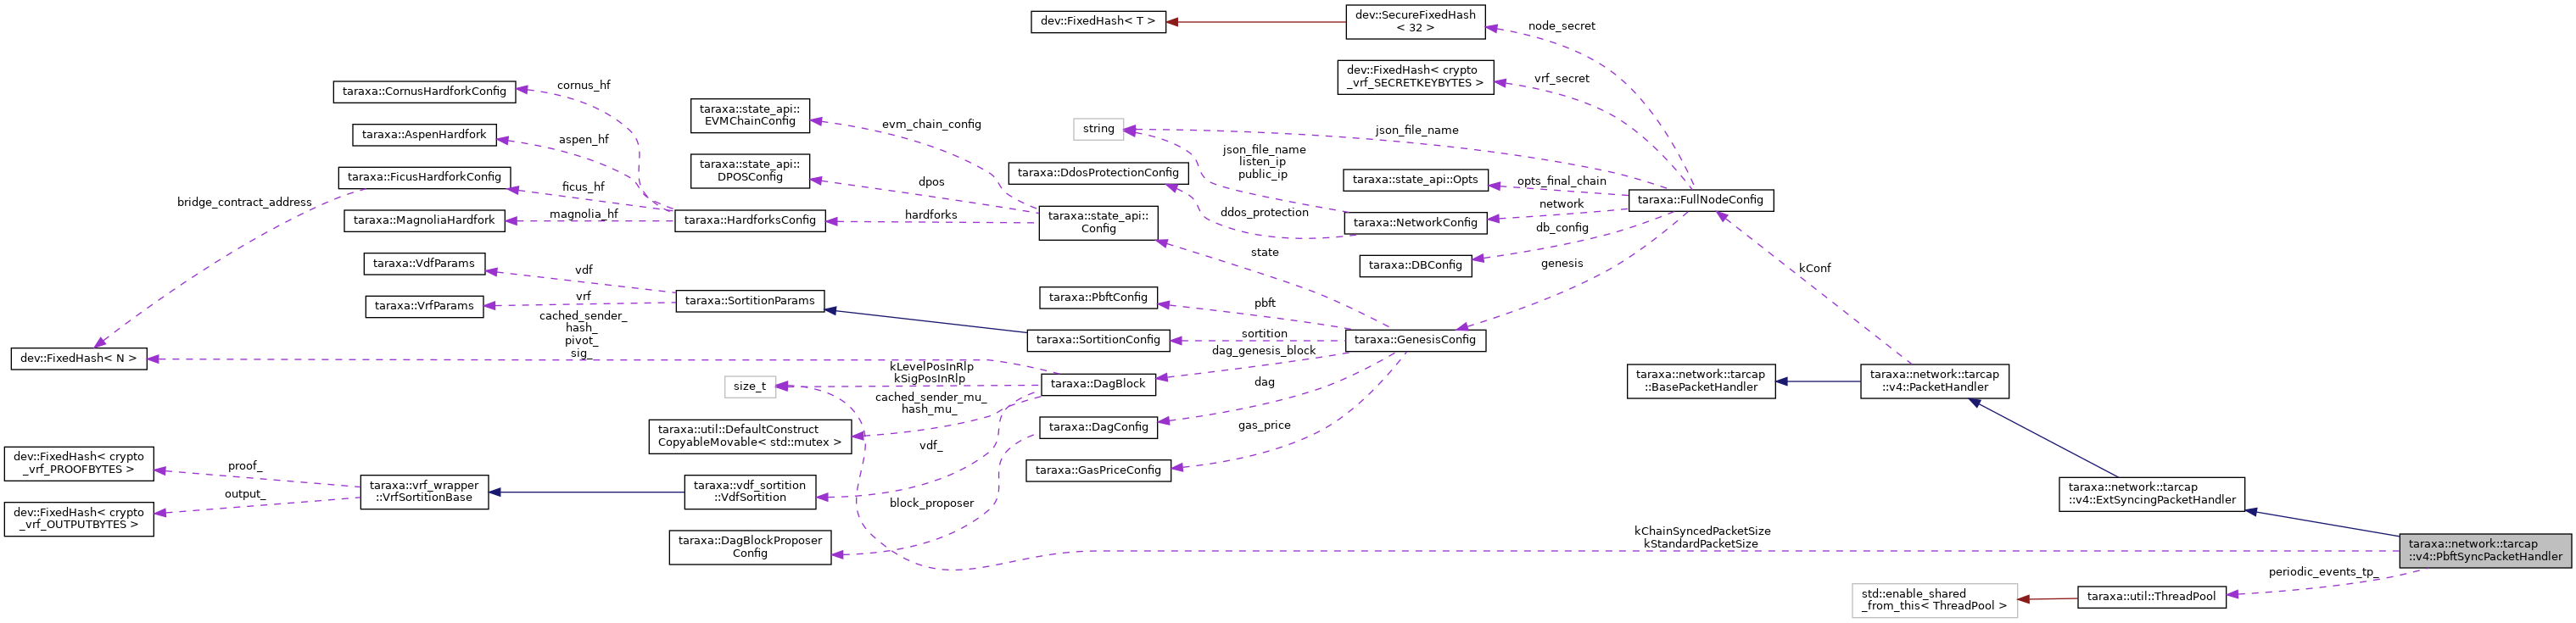 dev::FixedHash< T >
dev::SecureFixedHash
< 32 >
node_secret
dev::FixedHash< crypto
_vrf_SECRETKEYBYTES >
vrf_secret
taraxa::CornusHardforkConfig
cornus_hf
taraxa::state_api::
EVMChainConfig
evm_chain_config
string
json_file_name
taraxa::AspenHardfork
aspen_hf
json_file_name
listen_ip
public_ip
taraxa::state_api::
DPOSConfig
dpos
taraxa::DdosProtectionConfig
taraxa::state_api::Opts
opts_final_chain
taraxa::FicusHardforkConfig
ficus_hf
bridge_contract_address
taraxa::FullNodeConfig
network
taraxa::MagnoliaHardfork
magnolia_hf
taraxa::HardforksConfig
hardforks
taraxa::state_api::
Config
ddos_protection
taraxa::NetworkConfig
db_config
state
taraxa::DBConfig
genesis
kConf
taraxa::VdfParams
vdf
taraxa::VrfParams
vrf
taraxa::SortitionParams
taraxa::PbftConfig
pbft
cached_sender_
hash_
pivot_
sig_
taraxa::SortitionConfig
sortition
taraxa::GenesisConfig
dag_genesis_block
dev::FixedHash< N >
kLevelPosInRlp
kSigPosInRlp
size_t
taraxa::DagBlock
dag
taraxa::network::tarcap
::BasePacketHandler
taraxa::network::tarcap
::v4::PacketHandler
cached_sender_mu_
hash_mu_
taraxa::util::DefaultConstruct
CopyableMovable< std::mutex >
taraxa::DagConfig
gas_price
vdf_
dev::FixedHash< crypto
_vrf_PROOFBYTES >
proof_
taraxa::GasPriceConfig
output_
taraxa::vrf_wrapper
::VrfSortitionBase
taraxa::vdf_sortition
::VdfSortition
block_proposer
taraxa::network::tarcap
::v4::ExtSyncingPacketHandler
dev::FixedHash< crypto
_vrf_OUTPUTBYTES >
taraxa::DagBlockProposer
Config
kChainSyncedPacketSize
kStandardPacketSize
taraxa::network::tarcap
::v4::PbftSyncPacketHandler
periodic_events_tp_
std::enable_shared
_from_this< ThreadPool >
taraxa::util::ThreadPool